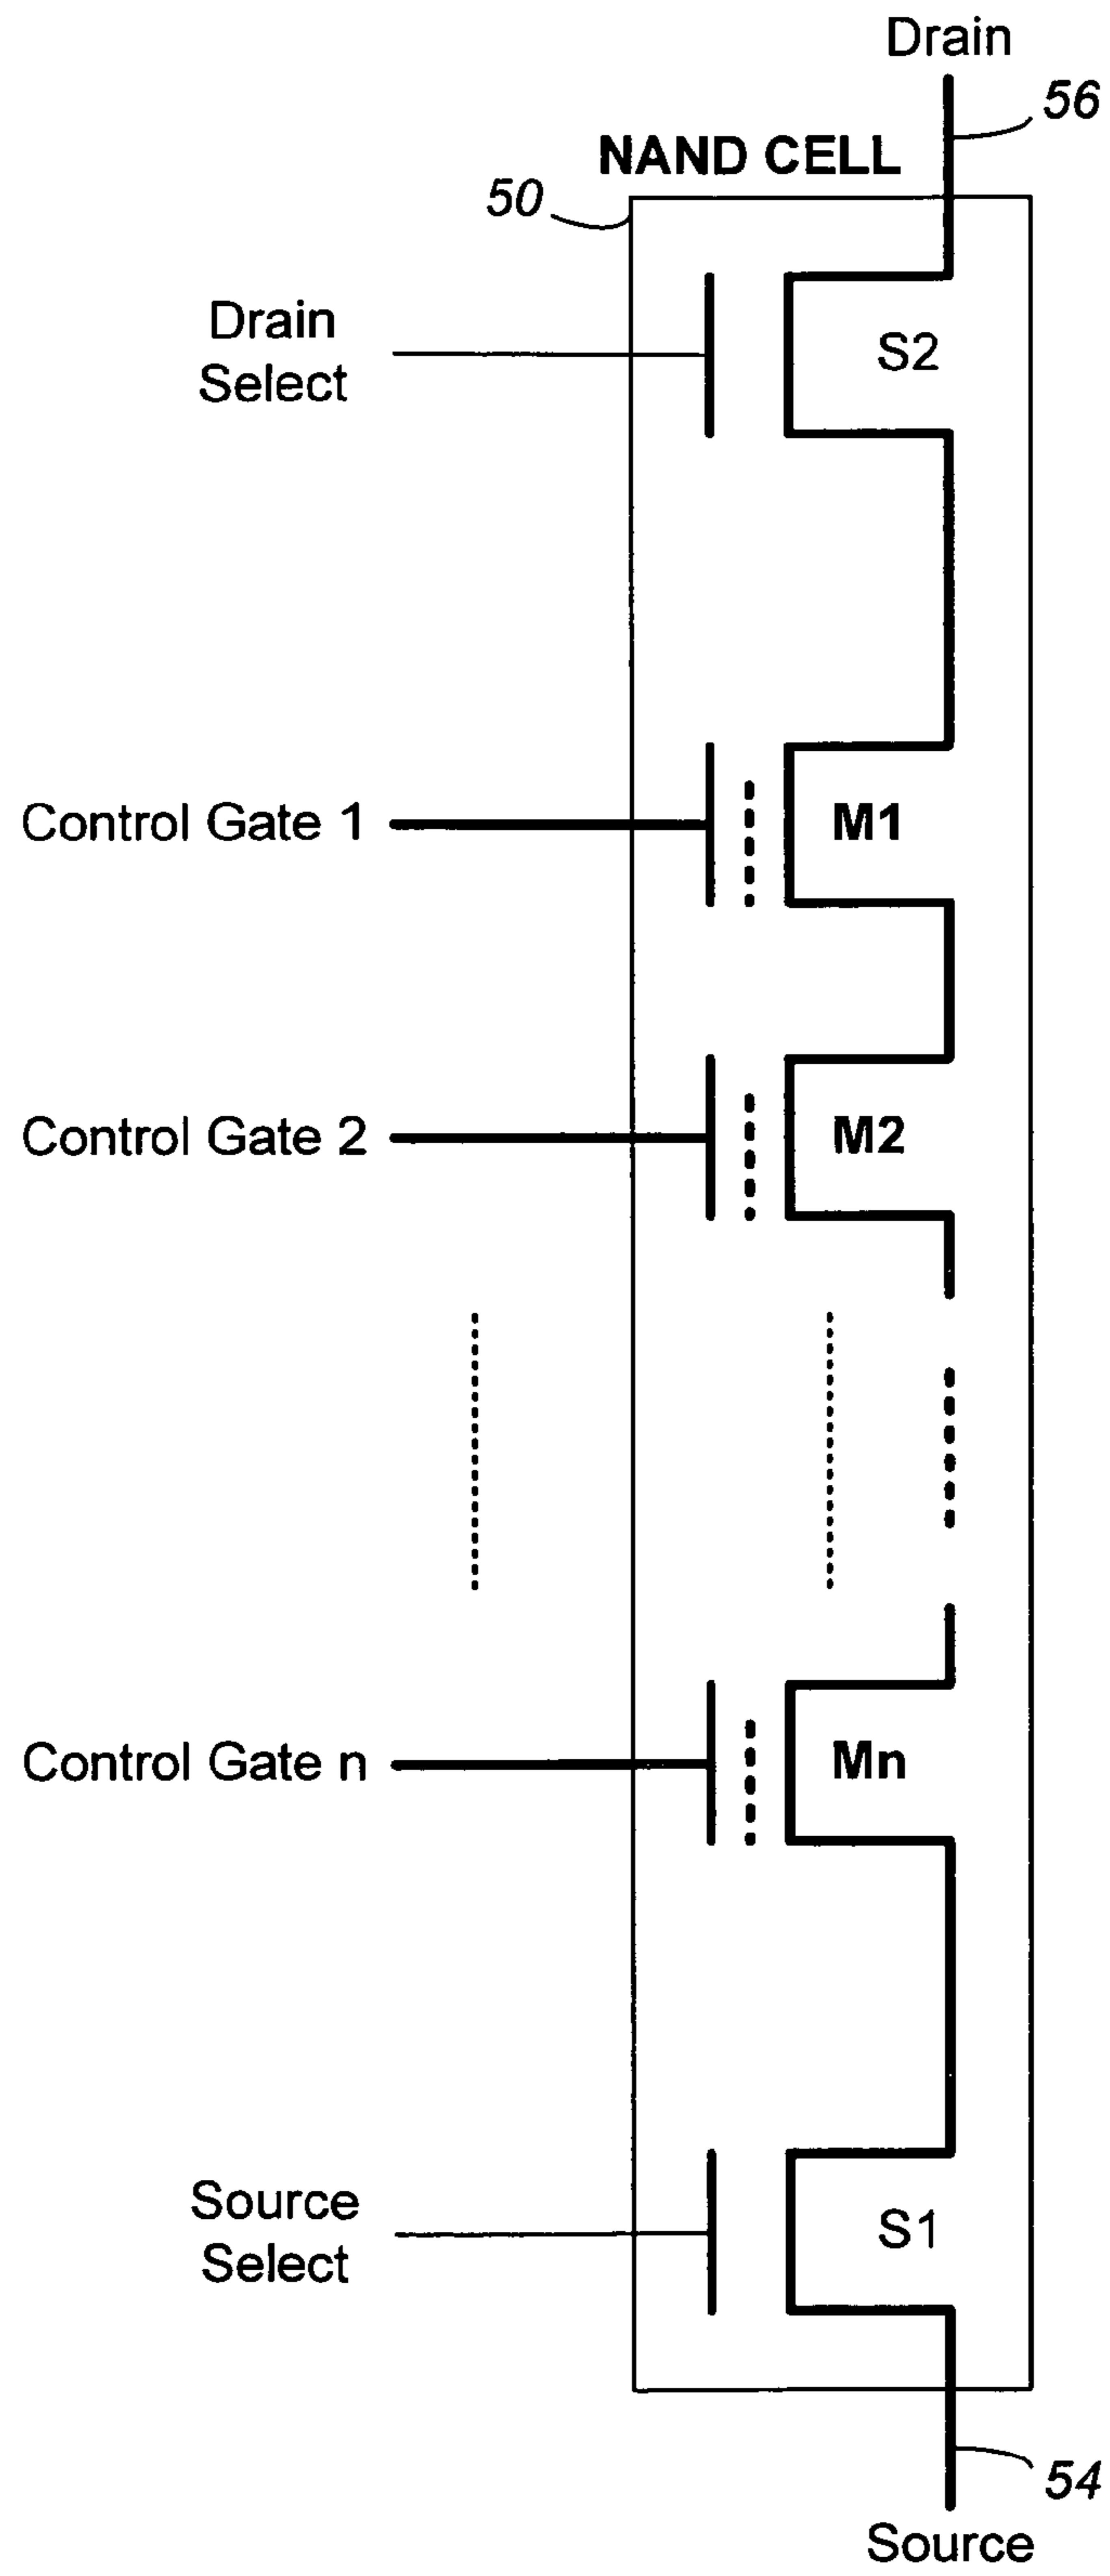 Drain
56
NAND CELL
50
Drain
Select
S2
Control Gate 1
M1
Control Gate 2
M2
Control Gate n
Mn
Source
Select
S1
54
Source